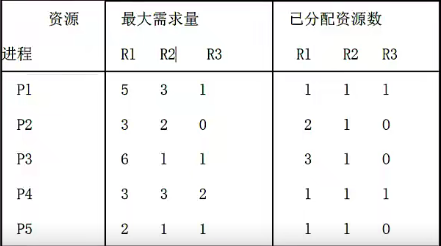 资源 最大需求量 已分配资源数
进程 R1 R2 R3 R1 R2 R3
P1 5 3 1 1 1 1
P2 3 2 0 2 1 0
P3 6 1 1 3 1 0
P4 3 3 2 1 1 1
P5 2 1 1 1 1 0